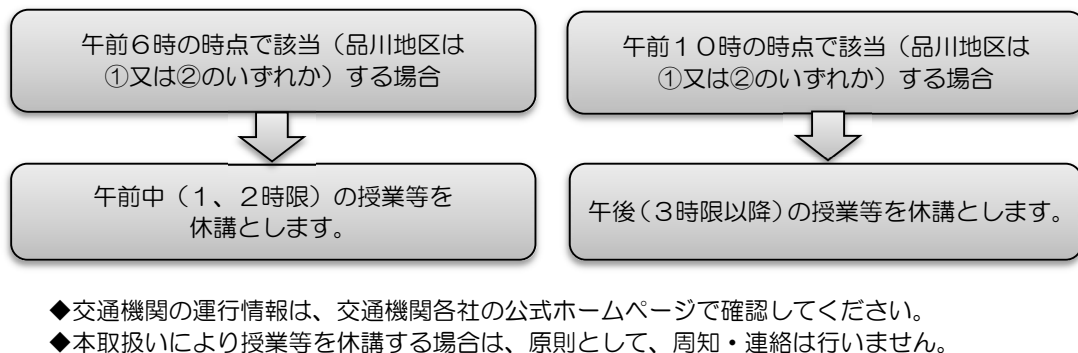 午前６時の時点で該当（品川地区は
①又は②のいずれか）する場合
午前中（１、２時限）の授業等を
休講とします。
午前１０時の時点で該当（品川地区は
①又は②のいずれか）する場合
午後（３時限以降）の授業等を休講とします。
◆交通機関の運行情報は、交通機関各社の公式ホームページで確認してください。
◆本取扱いにより授業等を休講する場合は、原則として、周知・連絡は行いません。